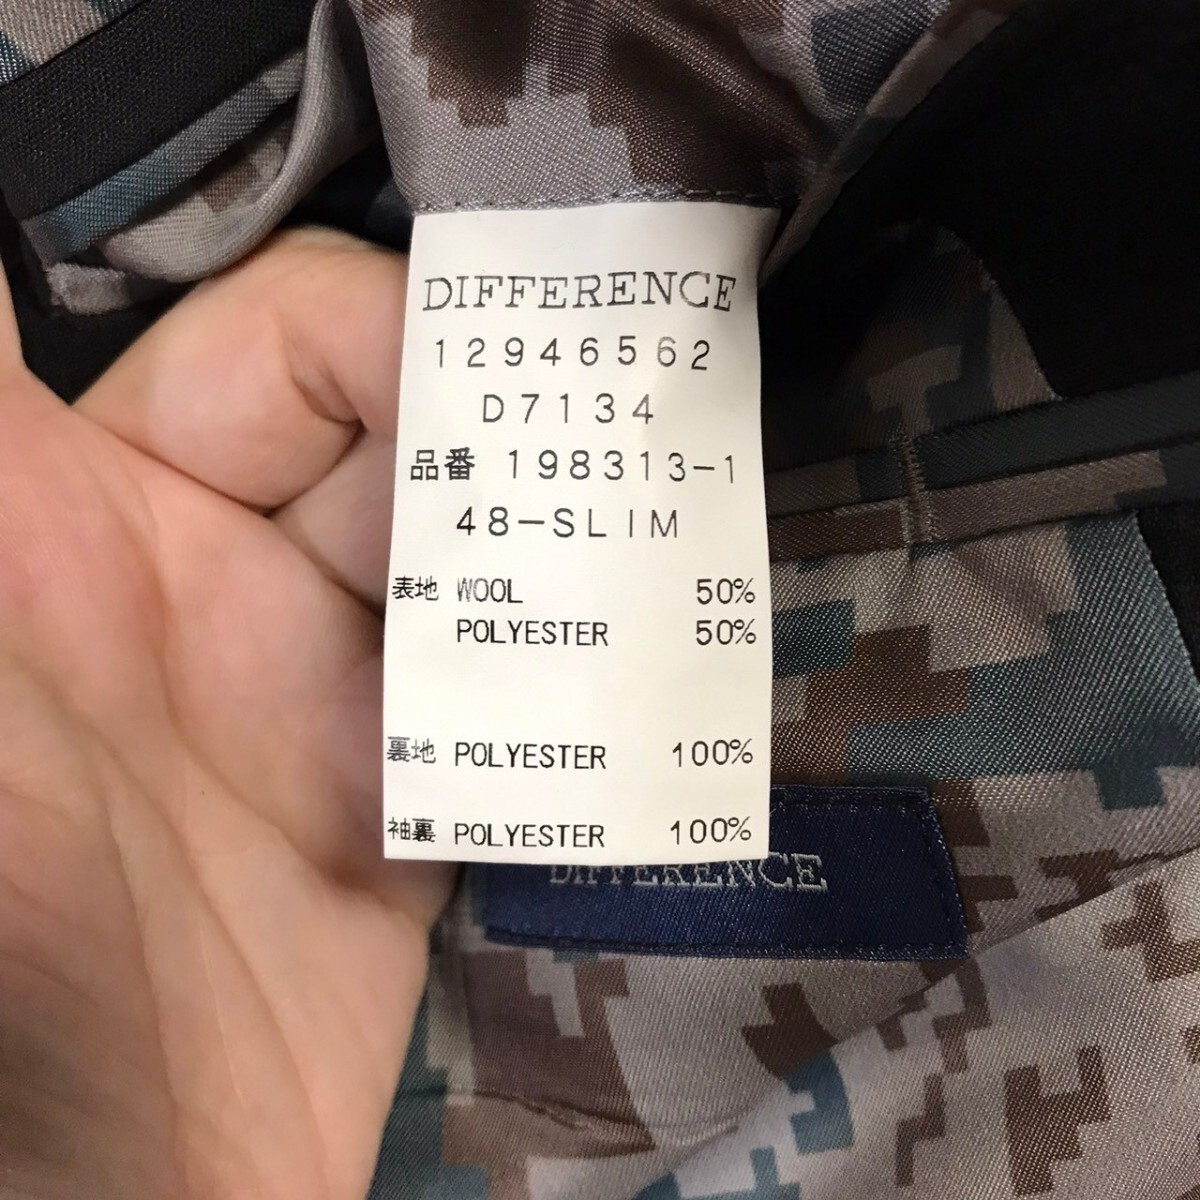 DIFFERENCE
12946562
D7134
品番 198313-1
48-SLIM
表地 WOOL 50%
POLYESTER 50%
裏地 POLYESTER 100%
袖裏 POLYESTER 100%
DIFFERENCE